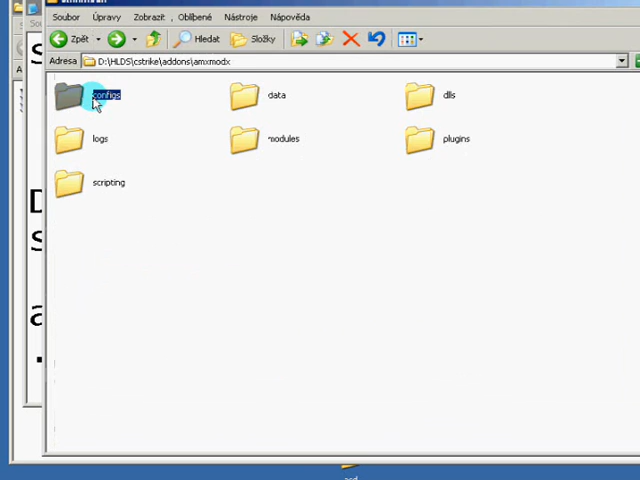 Soubor Úpravy Zobrazit Oblíbené Nástroje Nápověda
Zpět Hledat Složky
Adresa D:\HLDS\cstrike\addons\amxmodx
configs data dlls
logs modules plugins
scripting